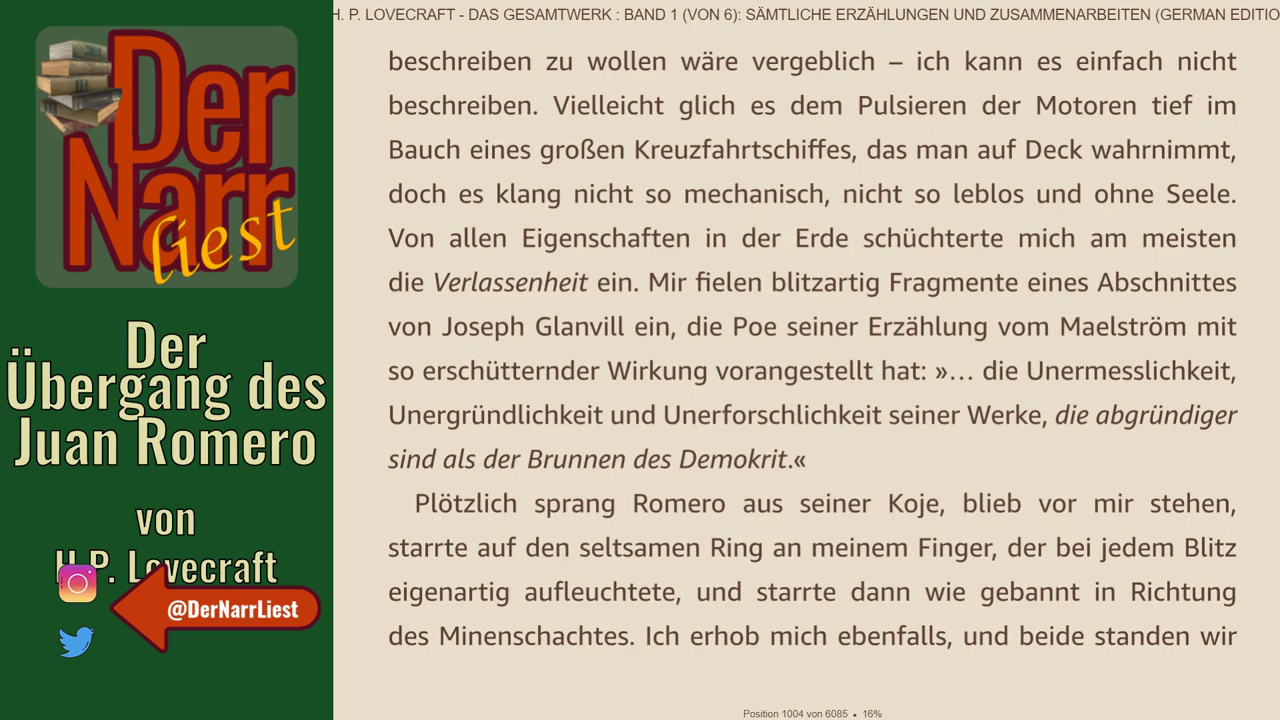 H. P. LOVECRAFT - DAS GESAMTWERK : BAND 1 (VON 6): SÄMTLICHE ERZÄHLUNGEN UND ZUSAMMENARBEITEN (GERMAN EDITIO
Der
Narr
liest
Der
Übergang des
Juan Romero
von
H.P. Lovecraft
@DerNarrLiest
beschreiben zu wollen wäre vergeblich – ich kann es einfach nicht
beschreiben. Vielleicht glich es dem Pulsieren der Motoren tief im
Bauch eines großen Kreuzfahrtschiffes, das man auf Deck wahrnimmt,
doch es klang nicht so mechanisch, nicht so leblos und ohne Seele.
Von allen Eigenschaften in der Erde schüchterte mich am meisten
die Verlassenheit ein. Mir fielen blitzartig Fragmente eines Abschnittes
von Joseph Glanvill ein, die Poe seiner Erzählung vom Maelström mit
so erschütternder Wirkung vorangestellt hat: »… die Unermesslichkeit,
Unergründlichkeit und Unerforschlichkeit seiner Werke, die abgründiger
sind als der Brunnen des Demokrit.«
Plötzlich sprang Romero aus seiner Koje, blieb vor mir stehen,
starrte auf den seltsamen Ring an meinem Finger, der bei jedem Blitz
eigenartig aufleuchtete, und starrte dann wie gebannt in Richtung
des Minenschachtes. Ich erhob mich ebenfalls, und beide standen wir
Position 1004 von 6085 • 16%